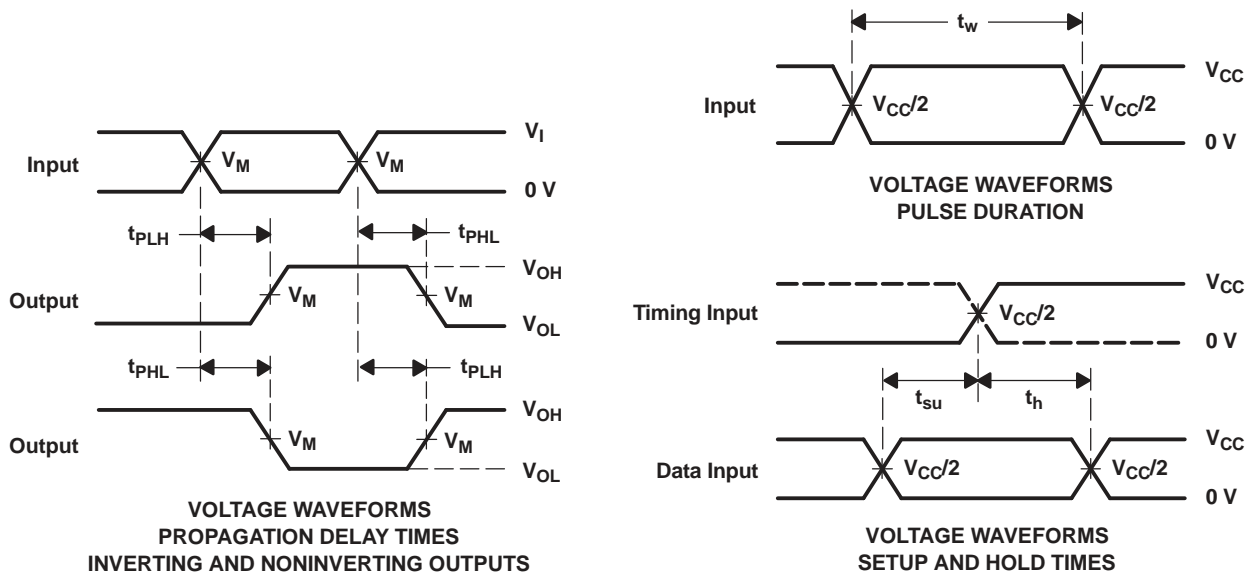 Input
V_M
V_M
V_I
0 V
t_PLH
t_PHL
Output
V_M
V_M
V_OH
V_OL
t_PHL
t_PLH
Output
V_M
V_M
V_OH
V_OL
VOLTAGE WAVEFORMS
PROPAGATION DELAY TIMES
INVERTING AND NONINVERTING OUTPUTS
t_w
Input
V_CC/2
V_CC/2
V_CC
0 V
VOLTAGE WAVEFORMS
PULSE DURATION
Timing Input
V_CC/2
V_CC
0 V
t_su
t_h
Data Input
V_CC/2
V_CC/2
V_CC
0 V
VOLTAGE WAVEFORMS
SETUP AND HOLD TIMES